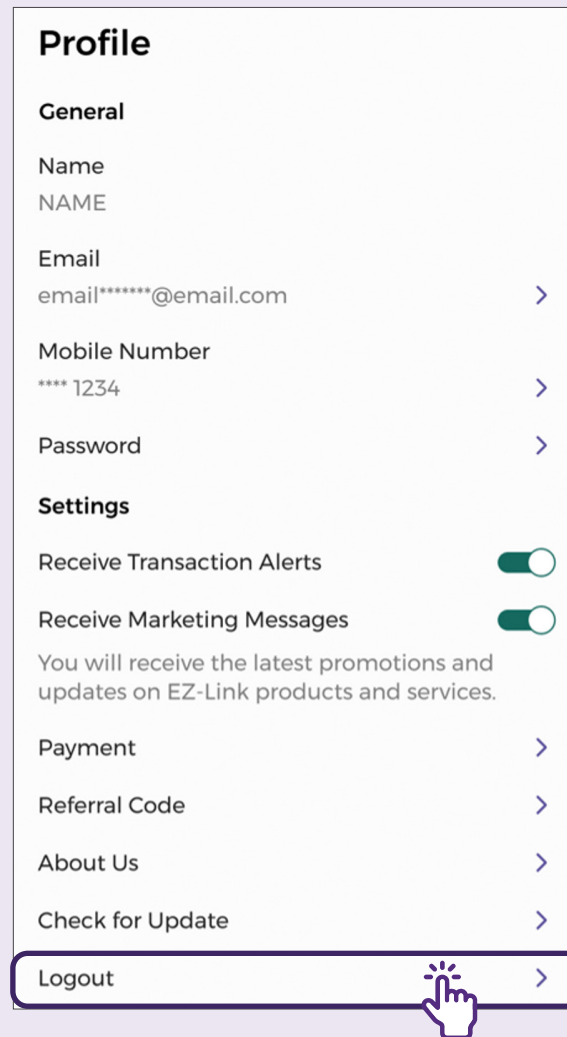 Profile
General
Name
NAME
Email
email*******@email.com
Mobile Number
**** 1234
Password
Settings
Receive Transaction Alerts
Receive Marketing Messages
You will receive the latest promotions and
updates on EZ-Link products and services.
Payment
Referral Code
About Us
Check for Update
Logout